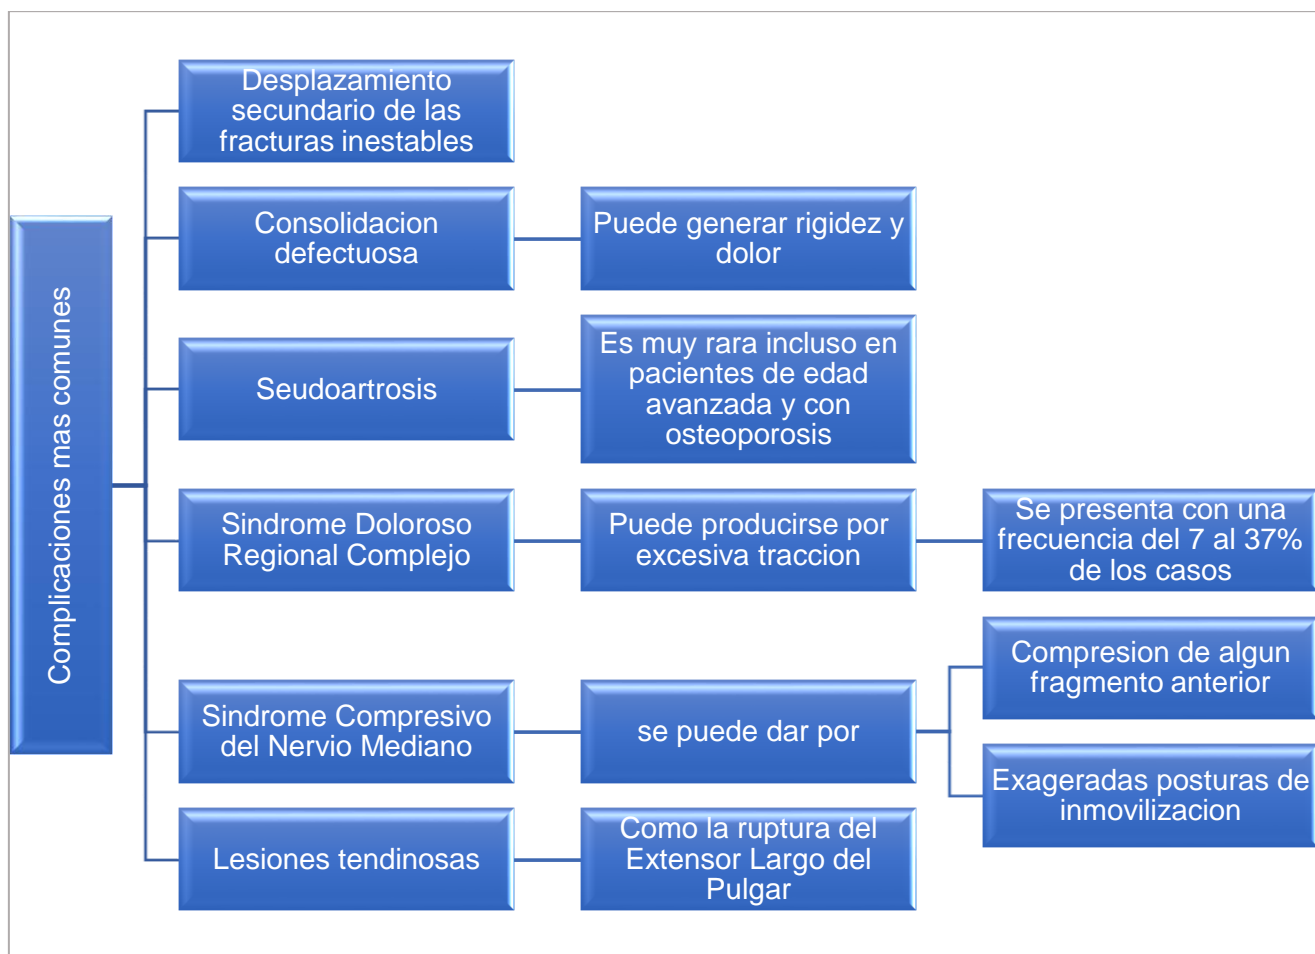 Complicaciones mas comunes
Desplazamiento
secundario de las
fracturas inestables
Consolidacion
defectuosa
Puede generar rigidez y
dolor
Seudoartrosis
Es muy rara incluso en
pacientes de edad
avanzada y con
osteoporosis
Sindrome Doloroso
Regional Complejo
Puede producirse por
excesiva traccion
Se presenta con una
frecuencia del 7 al 37%
de los casos
Sindrome Compresivo
del Nervio Mediano
se puede dar por
Compresion de algun
fragmento anterior
Exageradas posturas de
inmovilizacion
Lesiones tendinosas
Como la ruptura del
Extensor Largo del
Pulgar